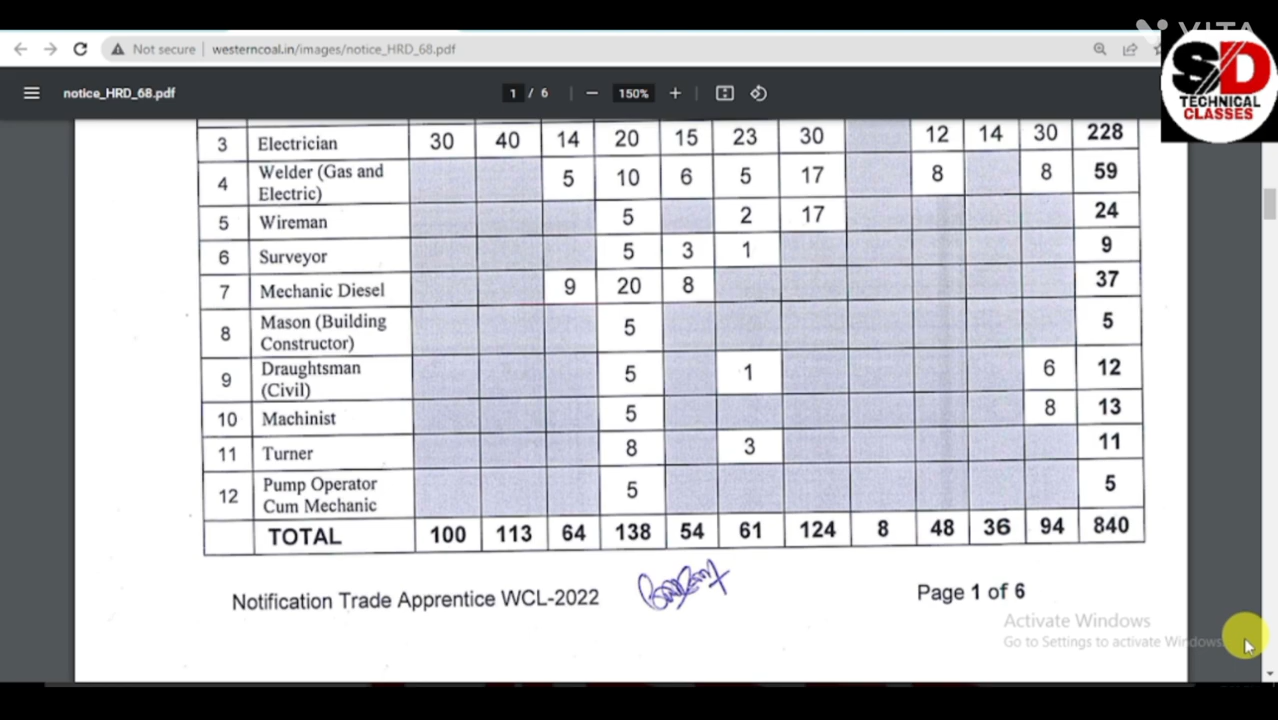 VITA
Not secure westerncoal.in/images/notice_HRD_68.pdf
SD
TECHNICAL
CLASSES
notice_HRD_68.pdf 1 / 6 150%
3 Electrician 30 40 14 20 15 23 30 12 14 30 228
4 Welder (Gas and
Electric) 5 10 6 5 17 8 8 59
5 Wireman 5 2 17 24
6 Surveyor 5 3 1 9
7 Mechanic Diesel 9 20 8 37
8 Mason (Building
Constructor) 5 5
9 Draughtsman
(Civil) 5 1 6 12
10 Machinist 5 8 13
11 Turner 8 3 11
12 Pump Operator
Cum Mechanic 5 5
TOTAL 100 113 64 138 54 61 124 8 48 36 94 840
Notification Trade Apprentice WCL-2022 Page 1 of 6
Activate Windows
Go to Settings to activate Windows.